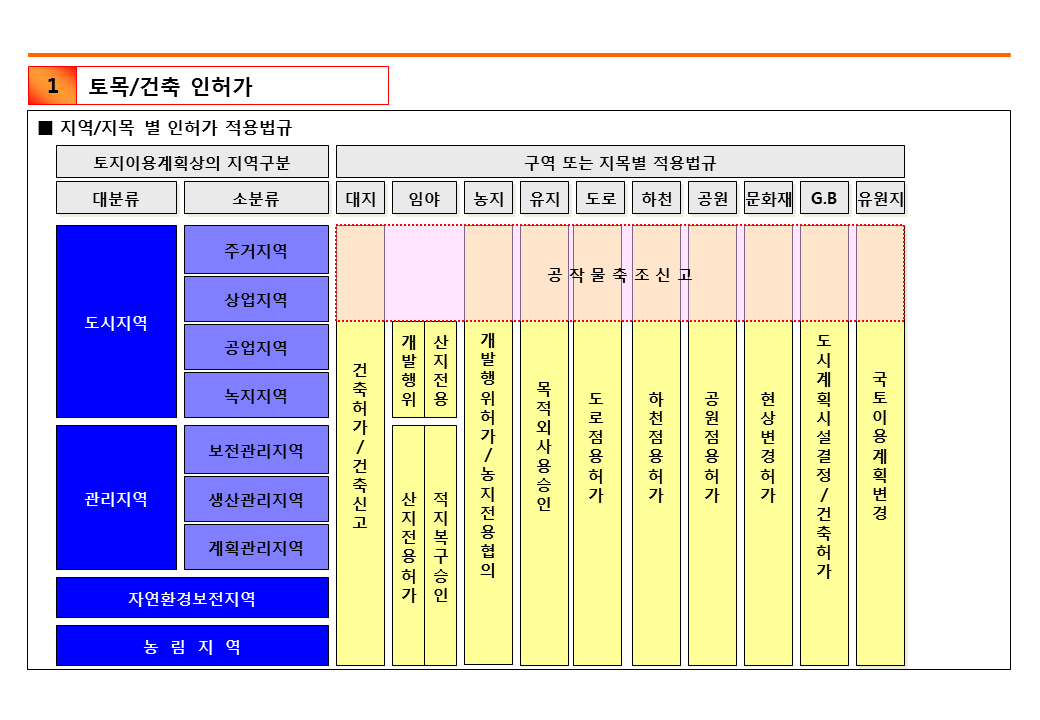 1 토목/건축 인허가
■ 지역/지목 별 인허가 적용법규
토지이용계획상의 지역구분 구역 또는 지목별 적용법규
대분류 소분류 대지 임야 농지 유지 도로 하천 공원 문화재 G.B 유원지
도시지역
주거지역
상업지역
공업지역
녹지지역
관리지역
보전관리지역
생산관리지역
계획관리지역
자연환경보전지역
농 림 지 역
공 작 물 축 조 신 고
건축허가/건축신고
개발행위
산지전용
산지전용허가
적지복구승인
개발행위허가/농지전용협의
목적외사용승인
도로점용허가
하천점용허가
공원점용허가
현상변경허가
도시계획시설결정/건축허가
국토이용계획변경